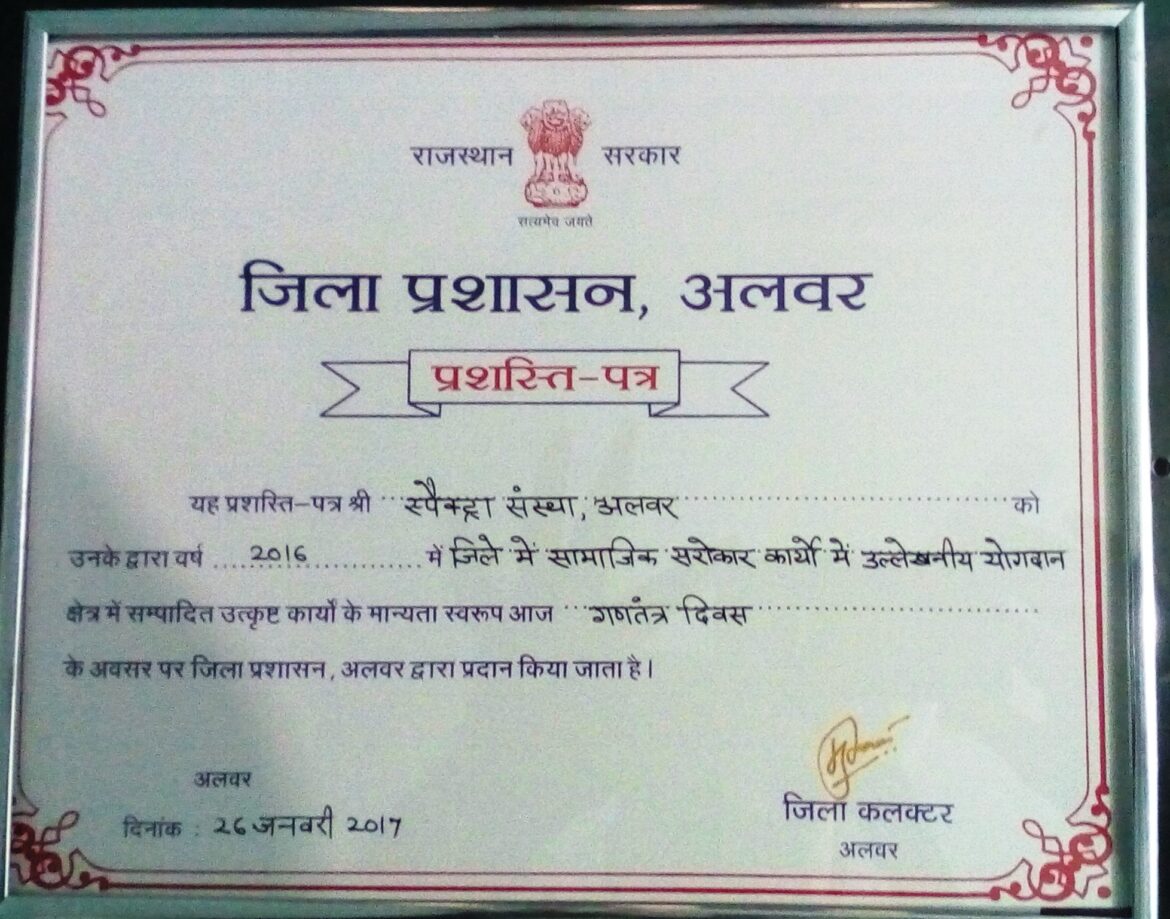 राजस्थान सरकार
सत्यमेव जयते
जिला प्रशासन, अलवर
प्रशस्ति-पत्र
यह प्रशस्ति-पत्र श्री स्पैक्ट्रा संस्था, अलवर को
उनके द्वारा वर्ष 2016 में जिले में सामाजिक सरोकार कार्यो में उल्लेखनीय योगदान
क्षेत्र में सम्पादित उत्कृष्ट कार्यों के मान्यता स्वरूप आज गणतंत्र दिवस
के अवसर पर जिला प्रशासन, अलवर द्वारा प्रदान किया जाता है।
अलवर
दिनांक : 26 जनवरी 2017
जिला कलक्टर
अलवर